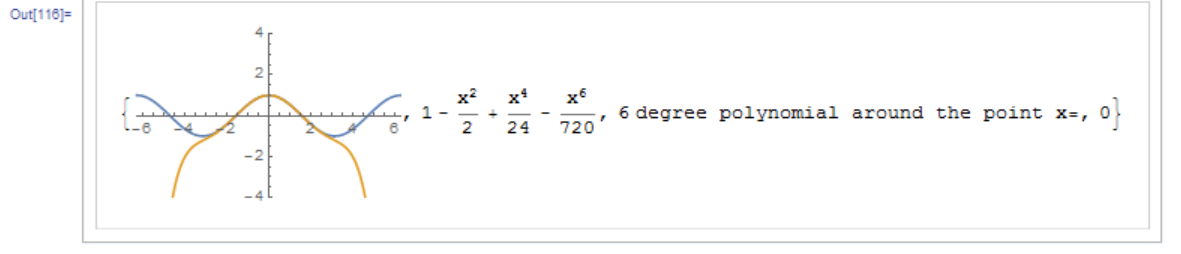 Out[116]=
4
2
-6 -4 -2 2 4 6
-2
-4
{ , 1 - x²/2 + x⁴/24 - x⁶/720, 6 degree polynomial around the point x=, 0}